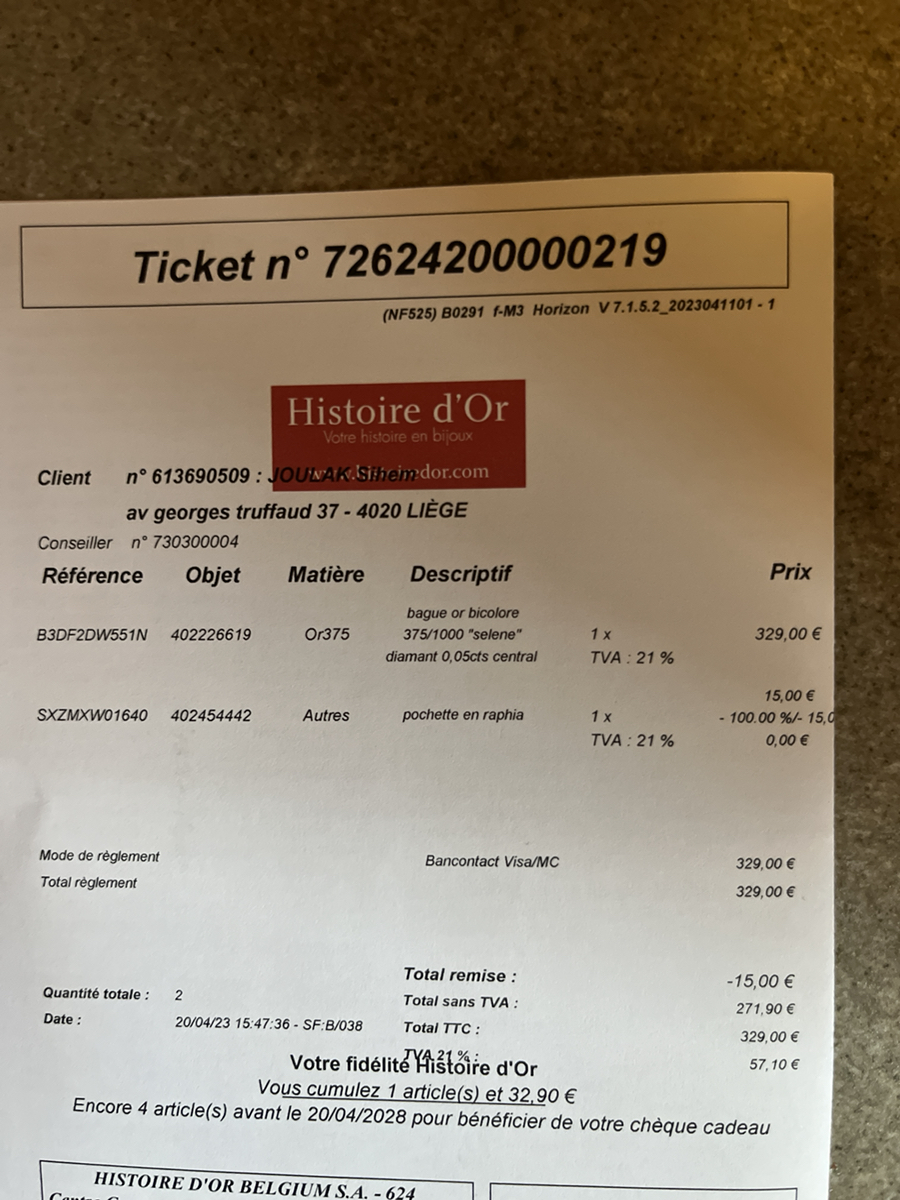 Ticket n° 72624200000219
(NF525) B0291 f-M3 Horizon V 7.1.5.2_2023041101 - 1
Histoire d'Or
Votre histoire en bijoux
www.histoiredor.com
Client n° 613690509 : JOULAK Sihem
av georges truffaud 37 - 4020 LIÈGE
Conseiller n° 730300004
Référence Objet Matière Descriptif Prix
bague or bicolore
B3DF2DW551N 402226619 Or375 375/1000 "selene" 1 x 329,00 €
diamant 0,05cts central TVA : 21 %
15,00 €
SXZMXW01640 402454442 Autres pochette en raphia 1 x - 100.00 %/- 15,0
TVA : 21 % 0,00 €
Mode de règlement Bancontact Visa/MC 329,00 €
Total règlement 329,00 €
Total remise : -15,00 €
Quantité totale : 2 Total sans TVA : 271,90 €
Date : 20/04/23 15:47:36 - SF:B/038 Total TTC : 329,00 €
TVA 21 % : 57,10 €
Votre fidélité Histoire d'Or
Vous cumulez 1 article(s) et 32,90 €
Encore 4 article(s) avant le 20/04/2028 pour bénéficier de votre chèque cadeau
HISTOIRE D'OR BELGIUM S.A. - 624